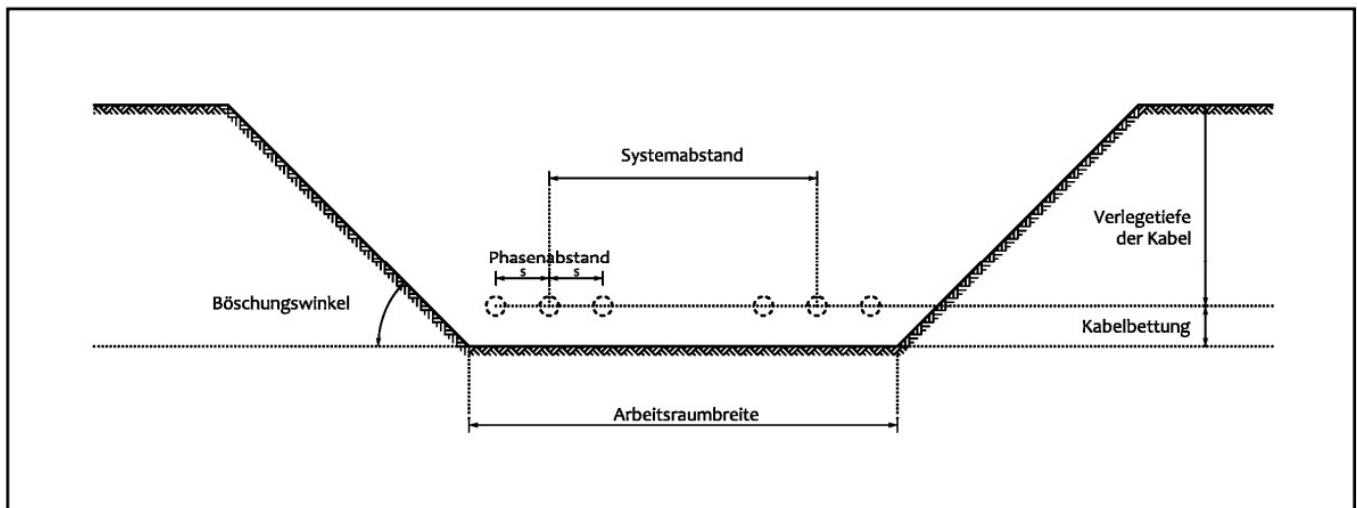 Systemabstand
Verlegetiefe
der Kabel
Phasenabstand
s s
Böschungswinkel
Kabelbettung
Arbeitsraumbreite